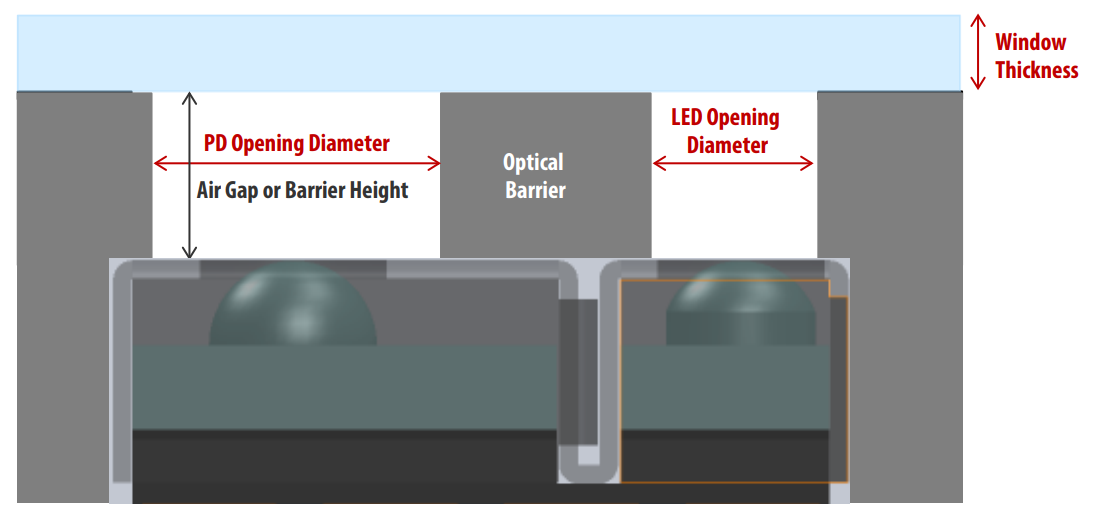 Window
Thickness
LED Opening
Diameter
PD Opening Diameter
Optical
Barrier
Air Gap or Barrier Height